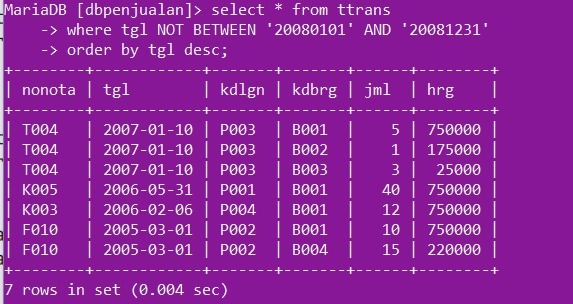 MariaDB [dbpenjualan]> select * from ttrans
    -> where tgl NOT BETWEEN '20080101' AND '20081231'
    -> order by tgl desc;
+--------+------------+-------+-------+------+--------+
| nonota | tgl        | kdlgn | kdbrg | jml  | hrg    |
+--------+------------+-------+-------+------+--------+
| T004   | 2007-01-10 | P003  | B001  |    5 | 750000 |
| T004   | 2007-01-10 | P003  | B002  |    1 | 175000 |
| T004   | 2007-01-10 | P003  | B003  |    3 |  25000 |
| K005   | 2006-05-31 | P001  | B001  |   40 | 750000 |
| K003   | 2006-02-06 | P004  | B001  |   12 | 750000 |
| F010   | 2005-03-01 | P002  | B001  |   10 | 750000 |
| F010   | 2005-03-01 | P002  | B004  |   15 | 220000 |
+--------+------------+-------+-------+------+--------+
7 rows in set (0.004 sec)